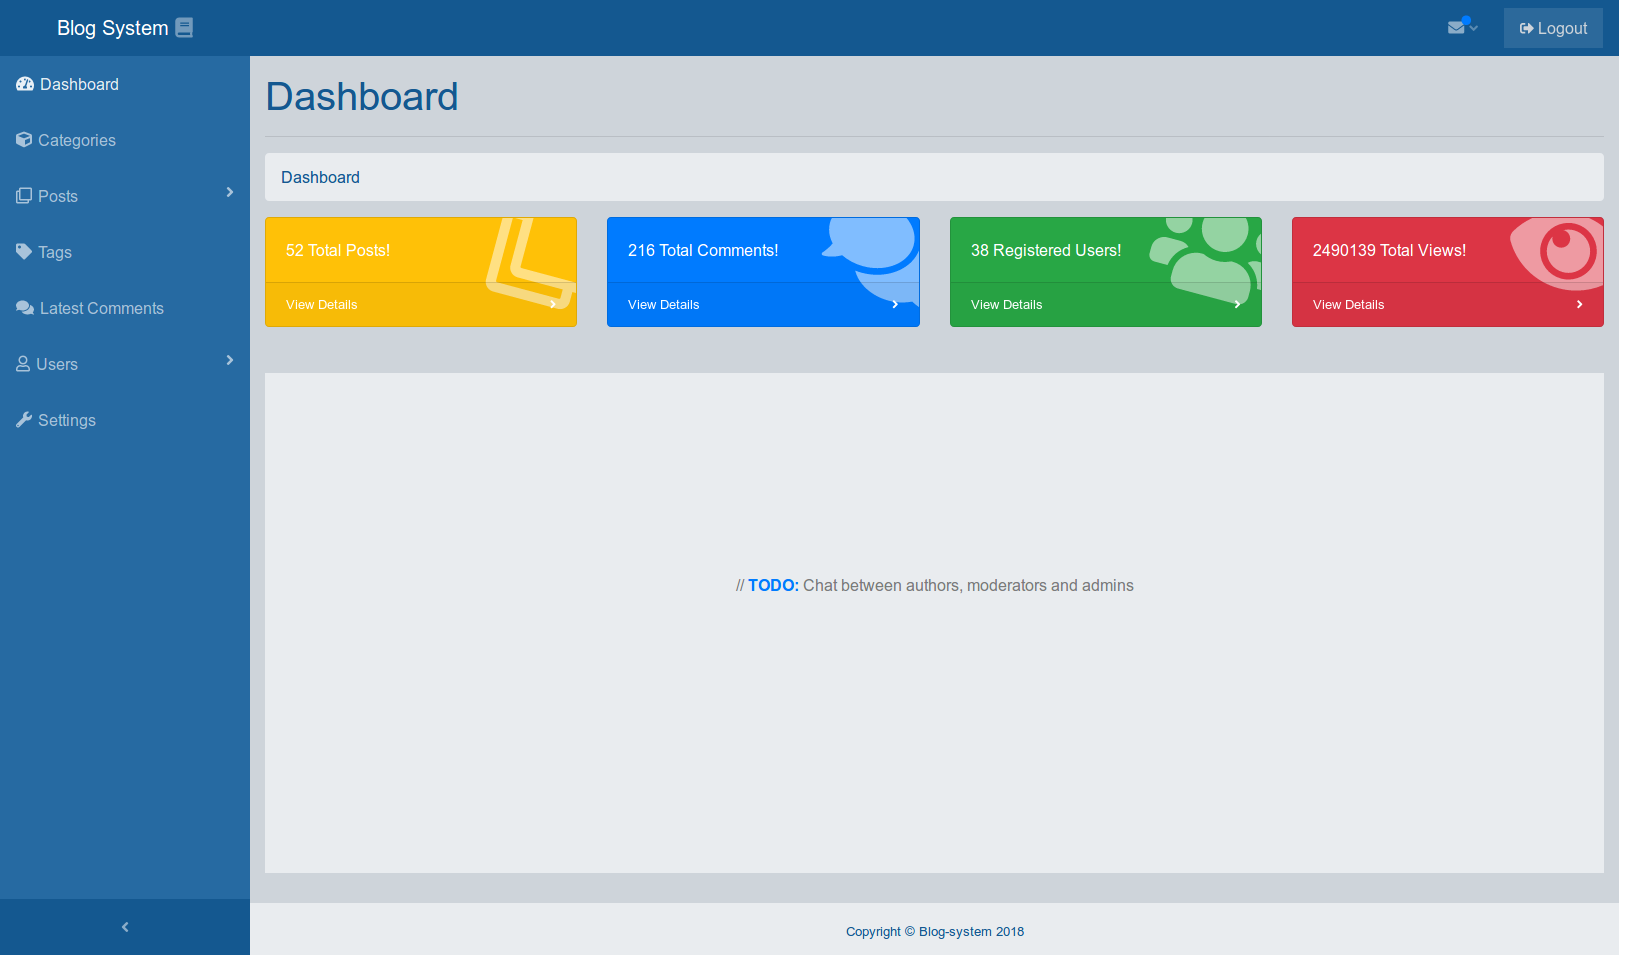 Blog System
Logout
Dashboard
Categories
Posts
Tags
Latest Comments
Users
Settings
Dashboard
Dashboard
52 Total Posts!
View Details
216 Total Comments!
View Details
38 Registered Users!
View Details
2490139 Total Views!
View Details
// TODO: Chat between authors, moderators and admins
Copyright © Blog-system 2018